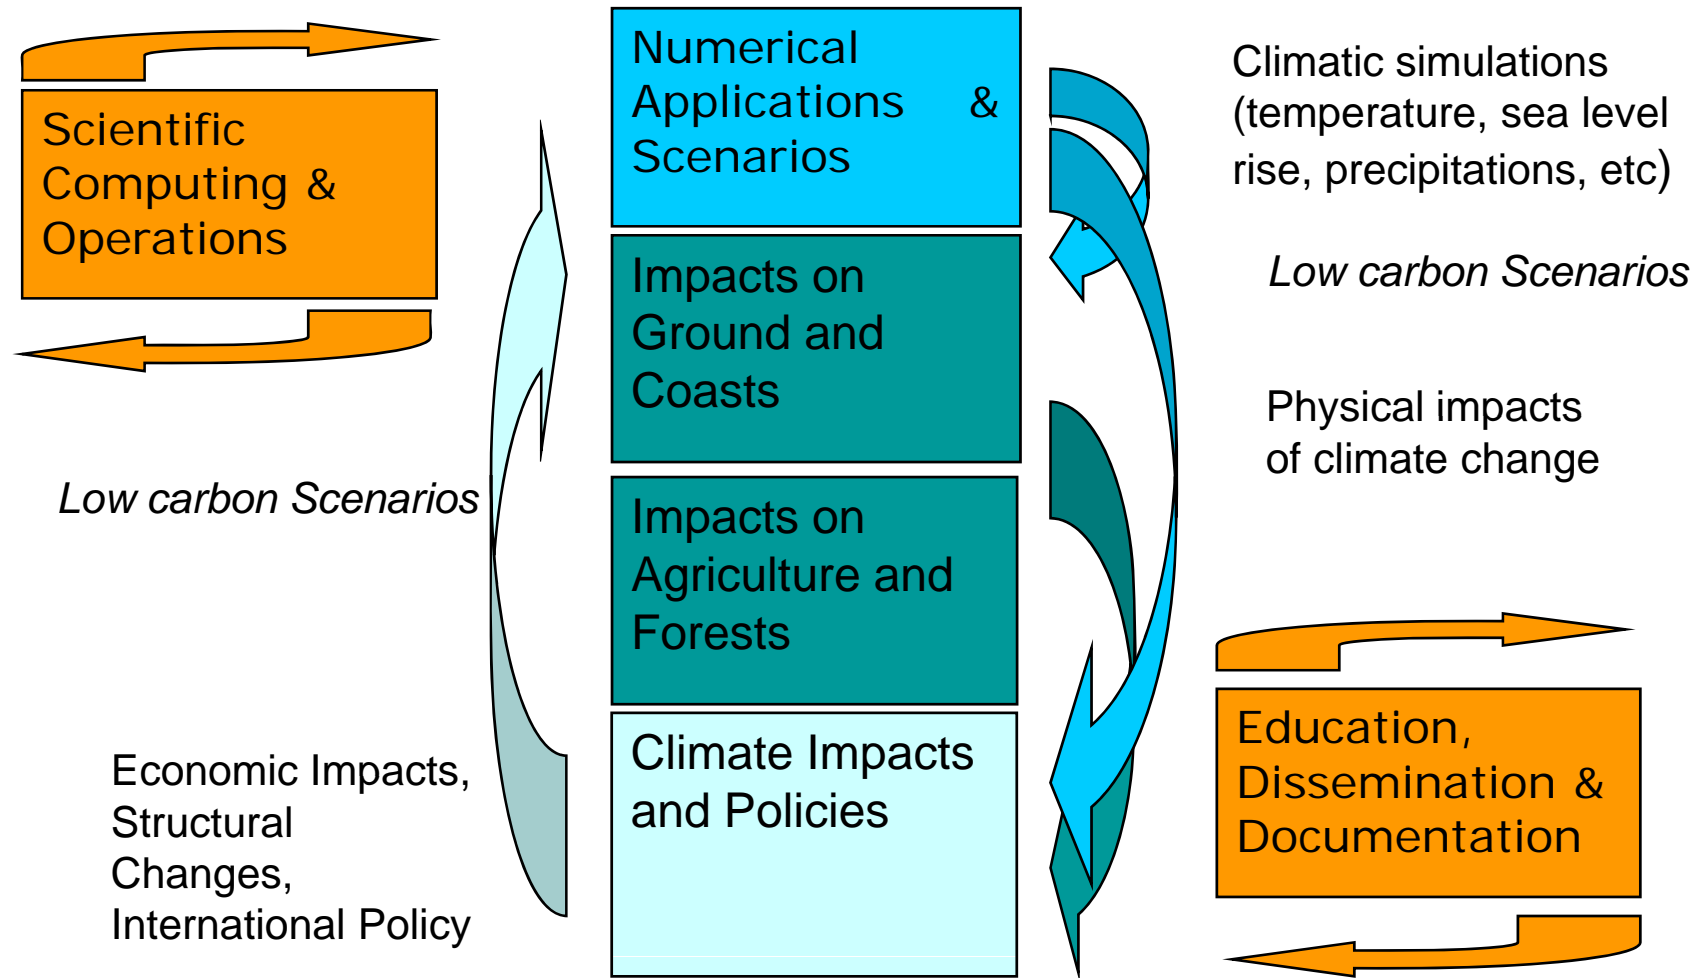 Scientific
Computing &
Operations
Low carbon Scenarios
Economic Impacts,
Structural
Changes,
International Policy
Numerical
Applications &
Scenarios
Impacts on
Ground and
Coasts
Impacts on
Agriculture and
Forests
Climate Impacts
and Policies
Climatic simulations
(temperature, sea level
rise, precipitations, etc)
Low carbon Scenarios
Physical impacts
of climate change
Education,
Dissemination &
Documentation